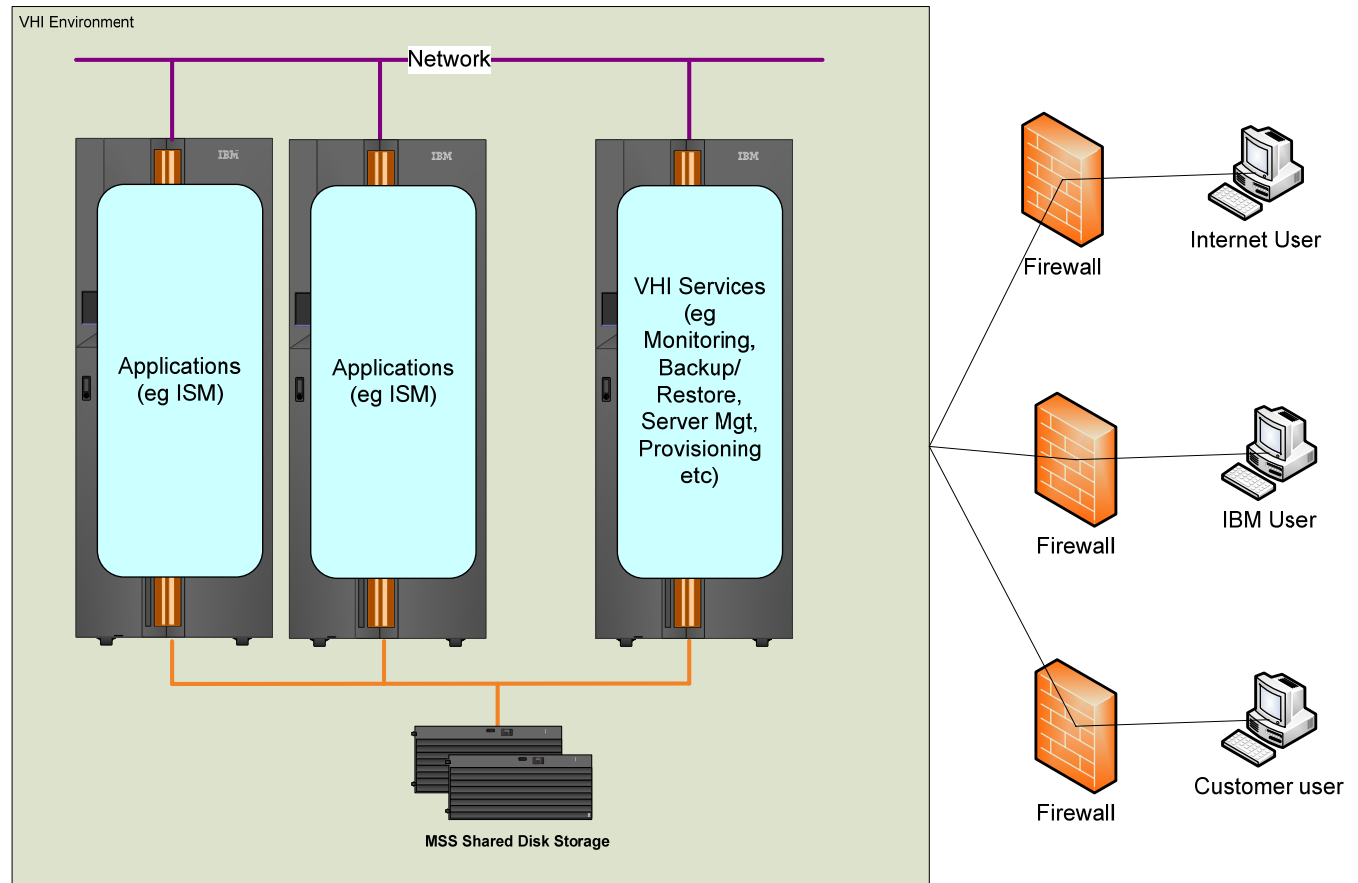 VHI Environment
Network
IBM
IBM
IBM
Applications
(eg ISM)
Applications
(eg ISM)
VHI Services
(eg
Monitoring,
Backup/
Restore,
Server Mgt,
Provisioning
etc)
MSS Shared Disk Storage
Firewall
Internet User
Firewall
IBM User
Firewall
Customer user